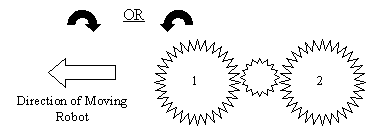 OR
1
2
Direction of Moving
Robot